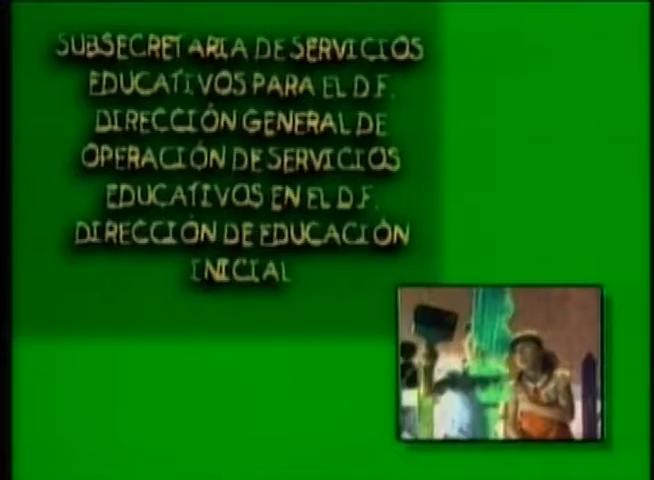 SUBSECRETARIA DE SERVICIOS
EDUCATIVOS PARA EL D.F.
DIRECCIÓN GENERAL DE
OPERACIÓN DE SERVICIOS
EDUCATIVOS EN EL D.F.
DIRECCIÓN DE EDUCACIÓN
INICIAL